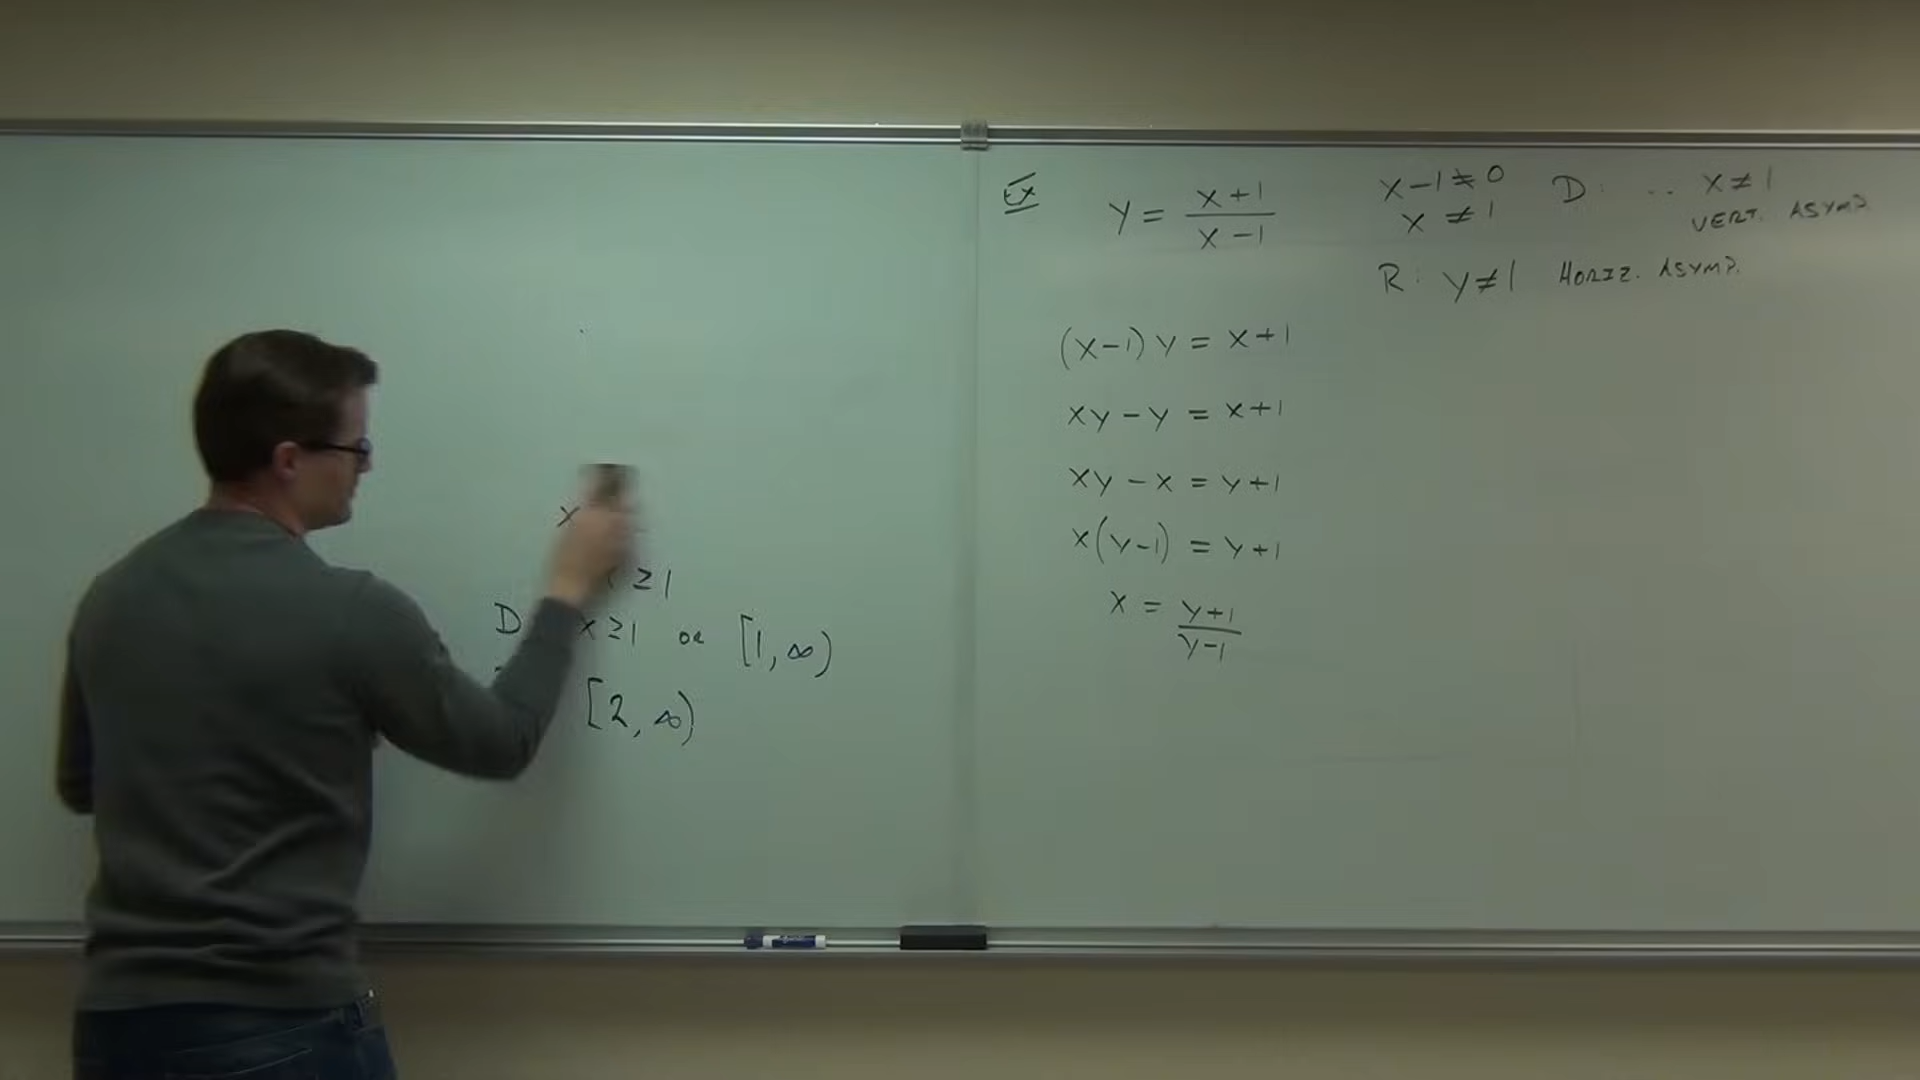 ≥ 1
D x ≥ 1 or [1, ∞)
[2, ∞)
Ex y = (x+1)/(x-1)
x-1 ≠ 0
x ≠ 1
D: .. x ≠ 1
VERT. ASYMP.
R: y ≠ 1 HORIZ. ASYMP.
(x-1) y = x+1
xy - y = x+1
xy - x = y+1
x(y-1) = y+1
x = (y+1)/(y-1)